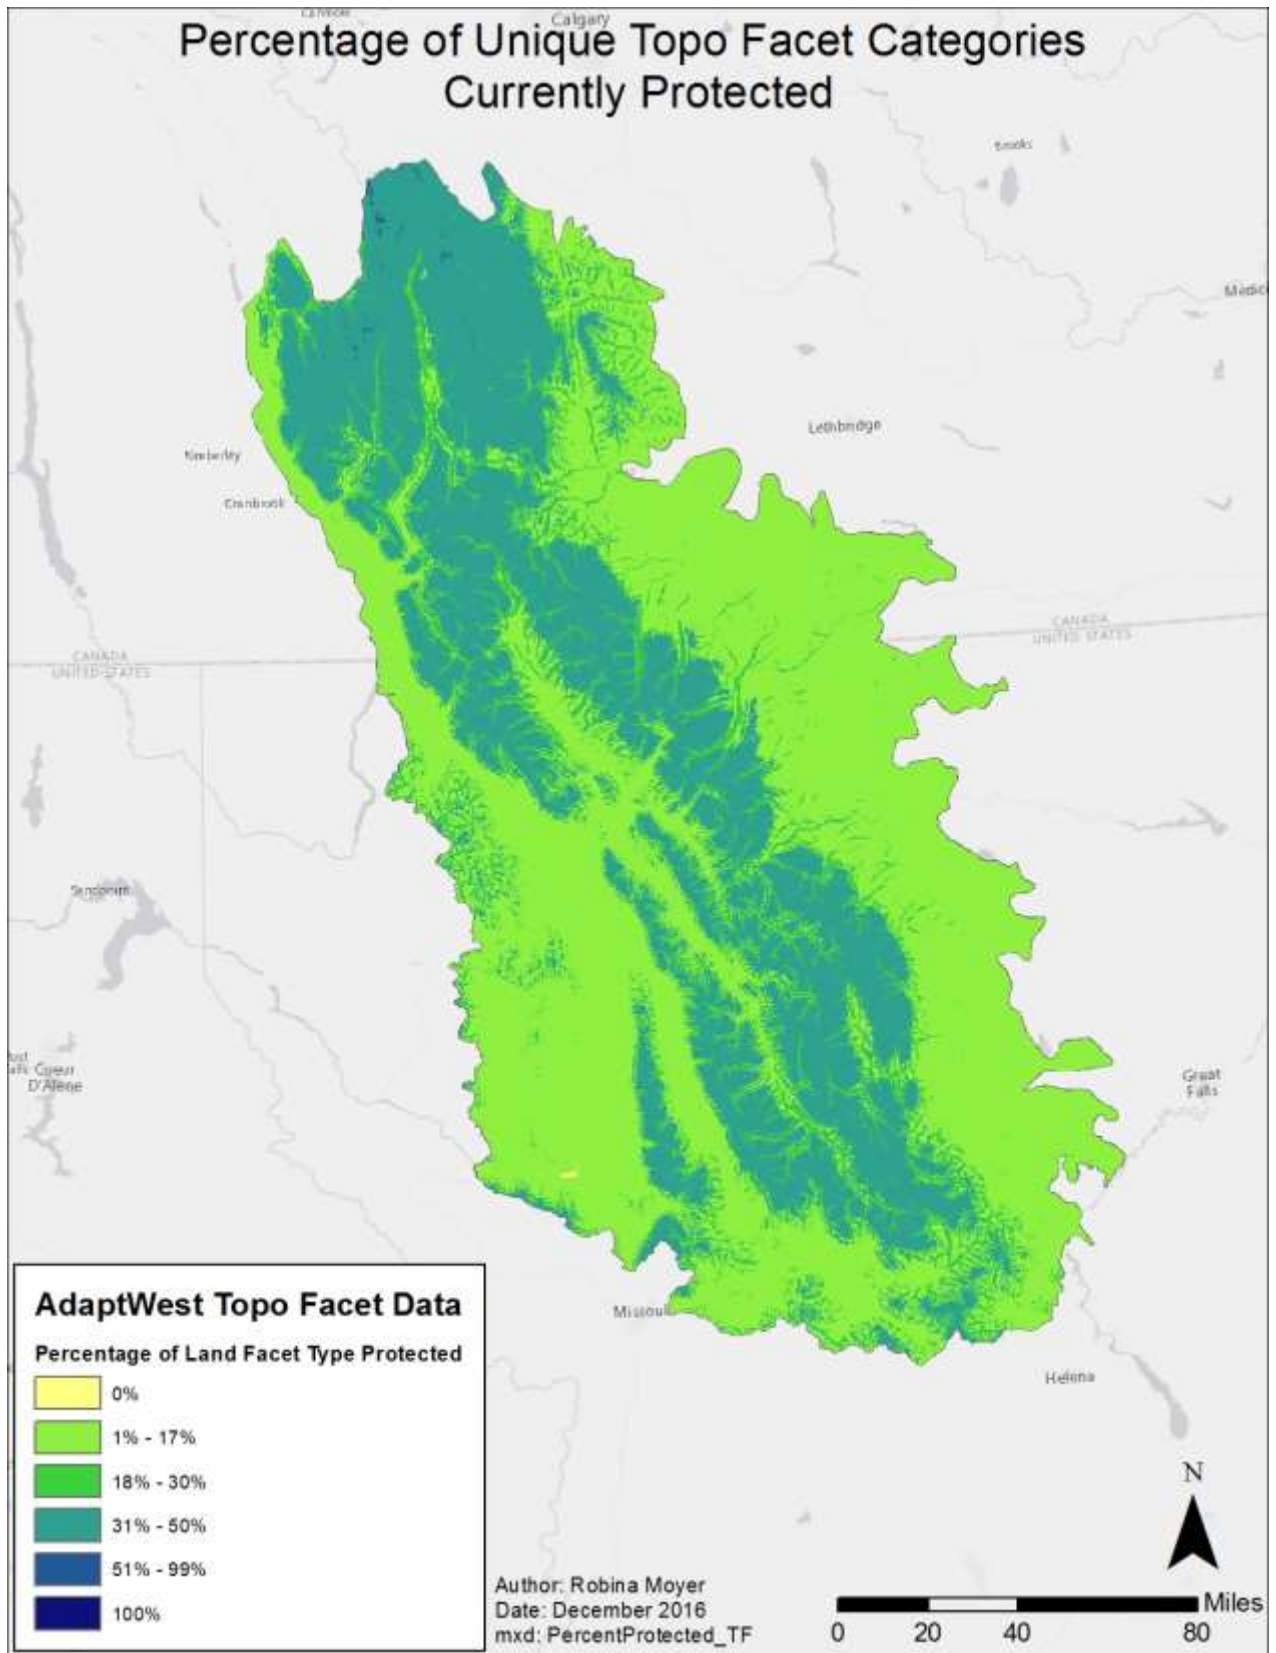 Calgary
Percentage of Unique Topo Facet Categories
Currently Protected
Brooks
Medic
Lethbridge
Kimberley
Cranbrook
CANADA
UNITED STATES
CANADA
UNITED STATES
Sandpoint
Coeur
D'Alene
Great
Falls
Missoul
Helena
AdaptWest Topo Facet Data
Percentage of Land Facet Type Protected
0%
1% - 17%
18% - 30%
31% - 50%
51% - 99%
100%
N
Author: Robina Moyer
Date: December 2016
mxd: PercentProtected_TF
Miles
0 20 40 80